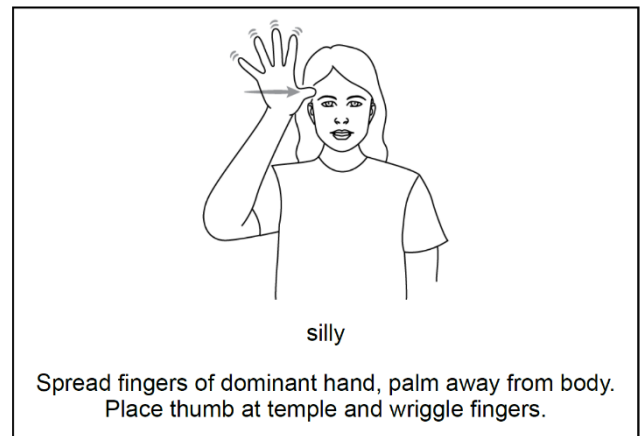 silly
Spread fingers of dominant hand, palm away from body.
Place thumb at temple and wriggle fingers.